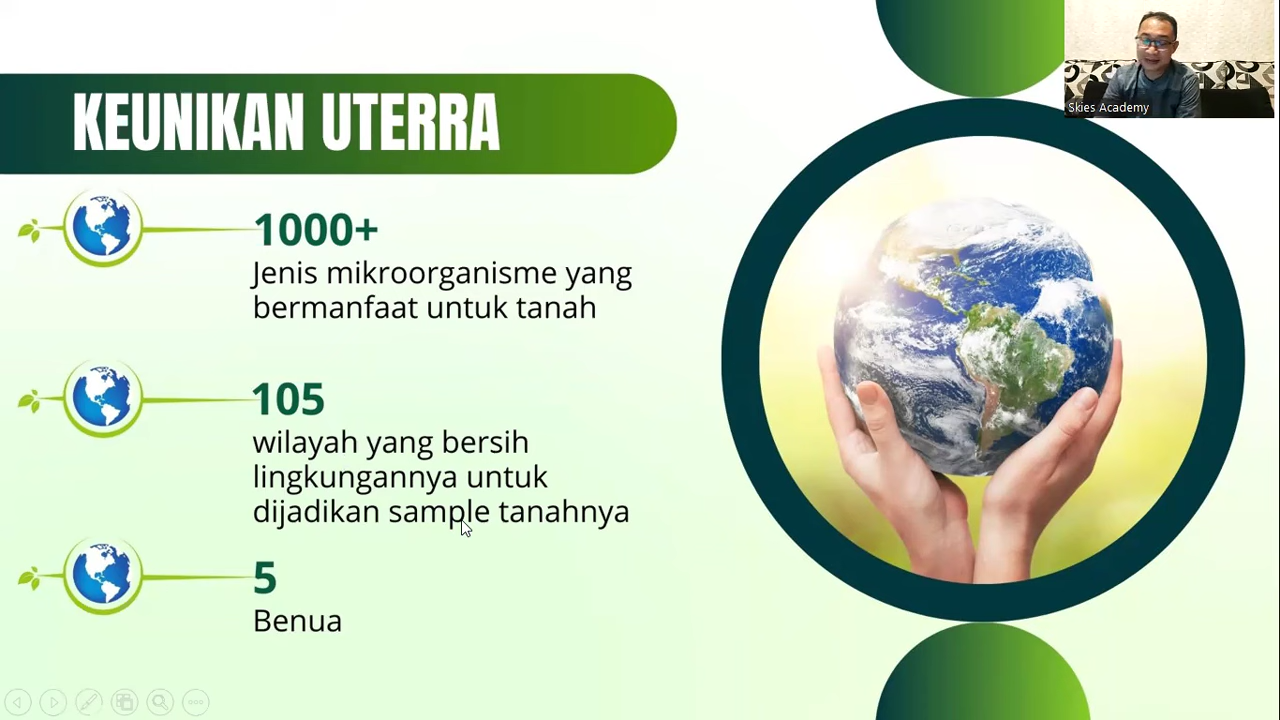 KEUNIKAN UTERRA
Skies Academy
1000+
Jenis mikroorganisme yang
bermanfaat untuk tanah
105
wilayah yang bersih
lingkungannya untuk
dijadikan sample tanahnya
5
Benua